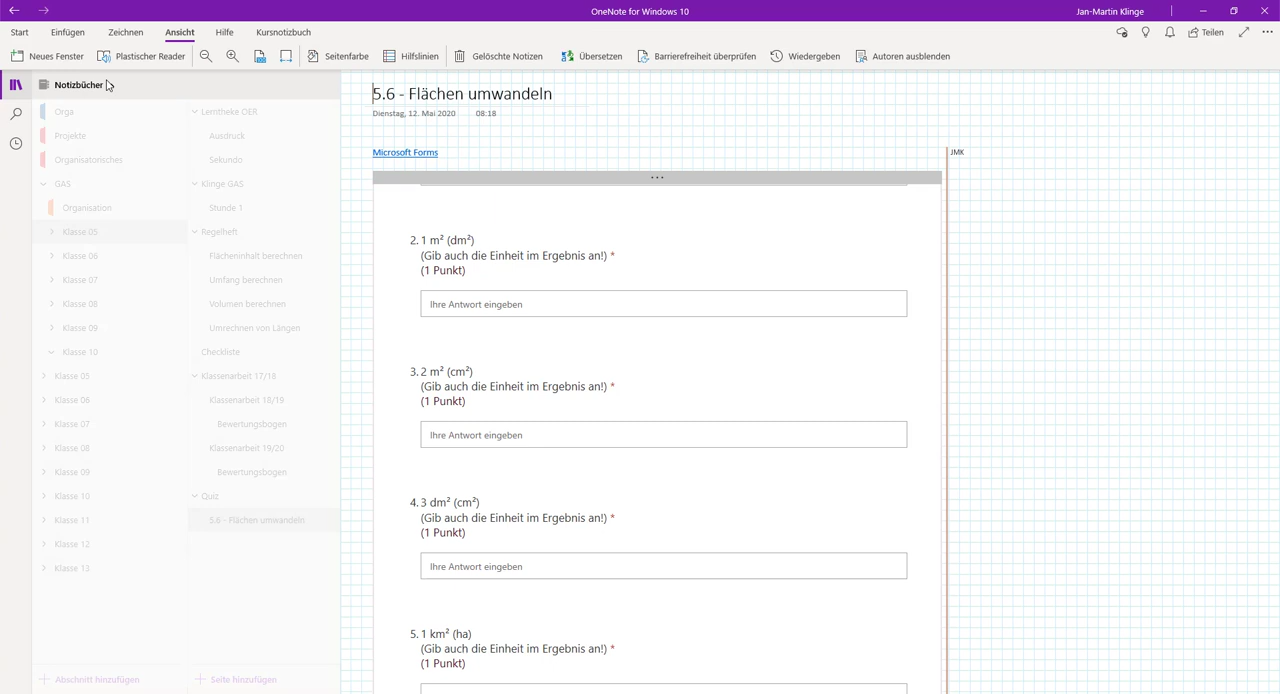 OneNote for Windows 10
Jan-Martin Klinge
Start Einfügen Zeichnen Ansicht Hilfe Kursnotizbuch Teilen
Neues Fenster Plastischer Reader Seitenfarbe Hilfslinien Gelöschte Notizen Übersetzen Barrierefreiheit überprüfen Wiedergeben Autoren ausblenden
Notizbücher
Orga
Projekte
Organisatorisches
GAS
Organisation
Klasse 05
Klasse 06
Klasse 07
Klasse 08
Klasse 09
Klasse 10
Klasse 05
Klasse 06
Klasse 07
Klasse 08
Klasse 09
Klasse 10
Klasse 11
Klasse 12
Klasse 13
Abschnitt hinzufügen
Lerntheke OER
Ausdruck
Sekundo
Klinge GAS
Stunde 1
Regelheft
Flächeninhalt berechnen
Umfang berechnen
Volumen berechnen
Umrechnen von Längen
Checkliste
Klassenarbeit 17/18
Klassenarbeit 18/19
Bewertungsbogen
Klassenarbeit 19/20
Bewertungsbogen
Quiz
5.6 - Flächen umwandeln
Seite hinzufügen
5.6 - Flächen umwandeln
Dienstag, 12. Mai 2020 08:18
Microsoft Forms
JMK
2. 1 m² (dm²)
(Gib auch die Einheit im Ergebnis an!) *
(1 Punkt)
Ihre Antwort eingeben
3. 2 m² (cm²)
(Gib auch die Einheit im Ergebnis an!) *
(1 Punkt)
Ihre Antwort eingeben
4. 3 dm² (cm²)
(Gib auch die Einheit im Ergebnis an!) *
(1 Punkt)
Ihre Antwort eingeben
5. 1 km² (ha)
(Gib auch die Einheit im Ergebnis an!) *
(1 Punkt)